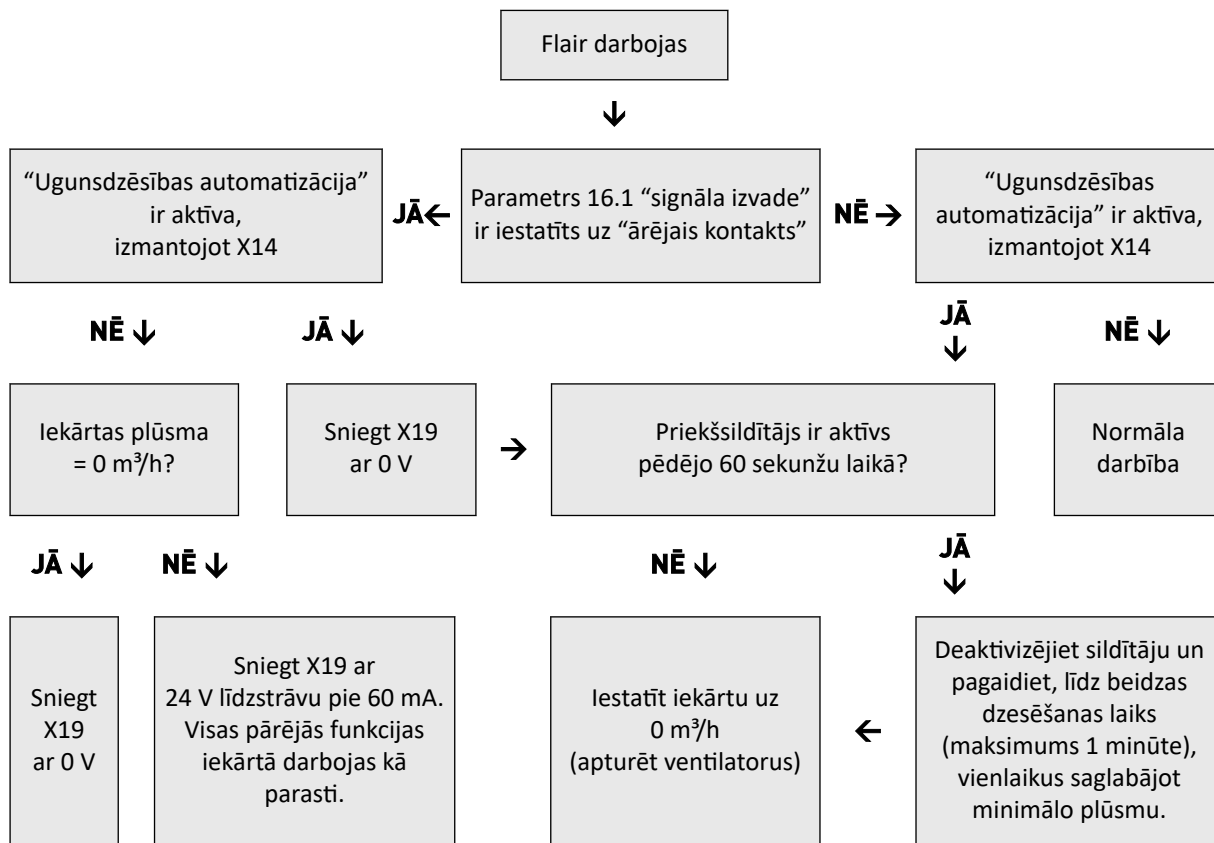 Flair darbojas
“Ugunsdzēsības automatizācija”
ir aktīva,
izmantojot X14
JĀ
Parametrs 16.1 “signāla izvade”
ir iestatīts uz “ārējais kontakts”
NĒ
“Ugunsdzēsības
automatizācija” ir aktīva,
izmantojot X14
NĒ
JĀ
JĀ
NĒ
Iekārtas plūsma
= 0 m³/h?
Sniegt X19
ar 0 V
Priekšsildītājs ir aktīvs
pēdējo 60 sekunžu laikā?
Normāla
darbība
JĀ
NĒ
NĒ
JĀ
Sniegt
X19
ar 0 V
Sniegt X19 ar
24 V līdzstrāvu pie 60 mA.
Visas pārējās funkcijas
iekārtā darbojas kā
parasti.
Iestatīt iekārtu uz
0 m³/h
(apturēt ventilatorus)
Deaktivizējiet sildītāju un
pagaidiet, līdz beidzas
dzesēšanas laiks
(maksimums 1 minūte),
vienlaikus saglabājot
minimālo plūsmu.